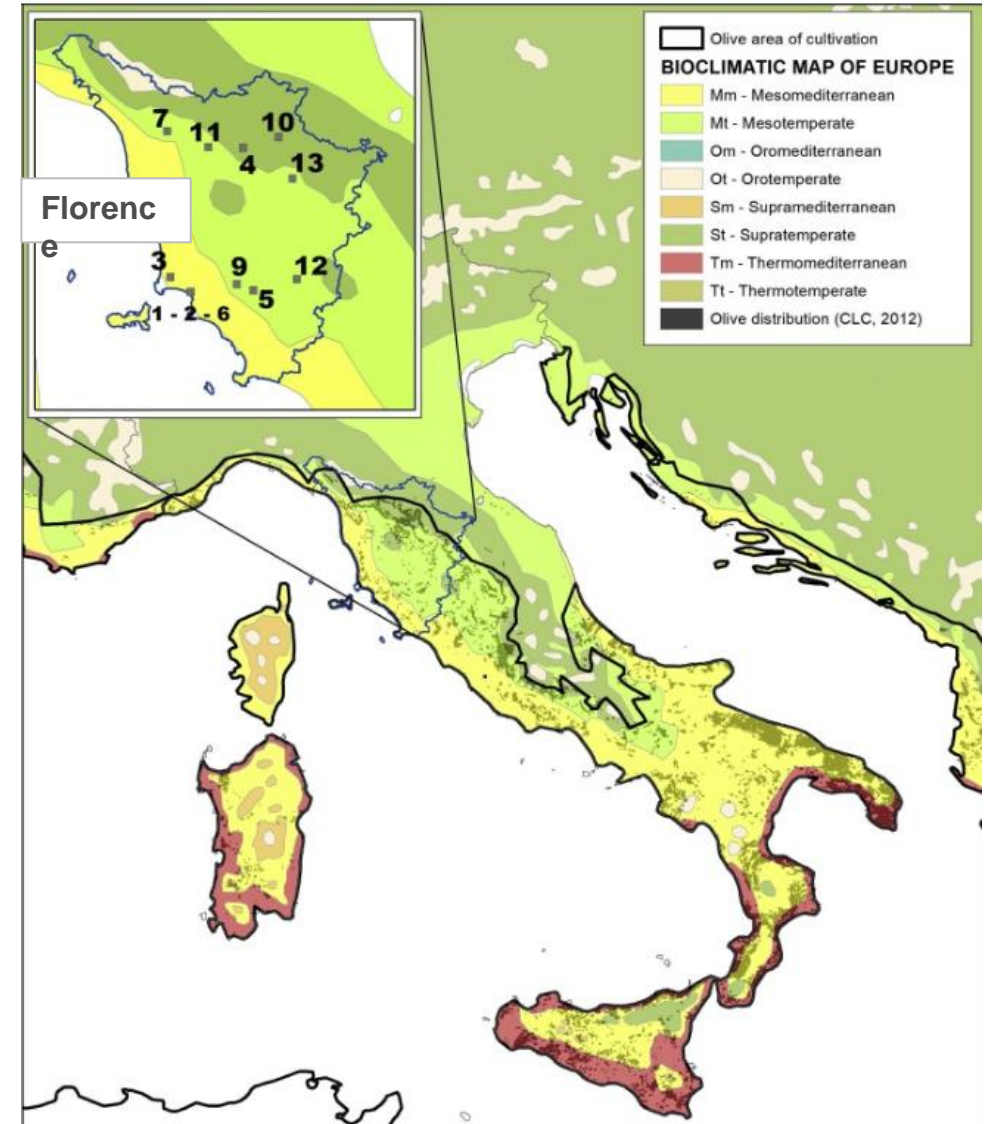 7
10
11
4
13
Florenc
e
3
9
12
5
1 - 2 - 6
Olive area of cultivation
BIOCLIMATIC MAP OF EUROPE
Mm - Mesomediterranean
Mt - Mesotemperate
Om - Oromediterranean
Ot - Orotemperate
Sm - Supramediterranean
St - Supratemperate
Tm - Thermomediterranean
Tt - Thermotemperate
Olive distribution (CLC, 2012)